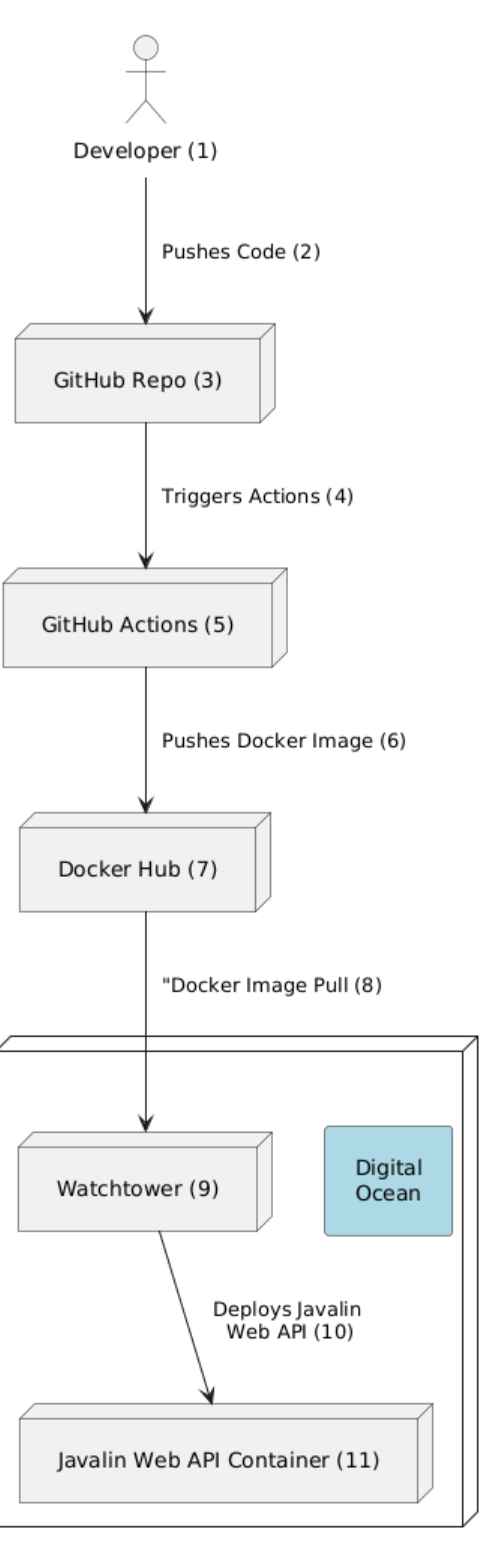 Developer (1)
Pushes Code (2)
GitHub Repo (3)
Triggers Actions (4)
GitHub Actions (5)
Pushes Docker Image (6)
Docker Hub (7)
"Docker Image Pull (8)
Watchtower (9)
Digital
Ocean
Deploys Javalin
Web API (10)
Javalin Web API Container (11)